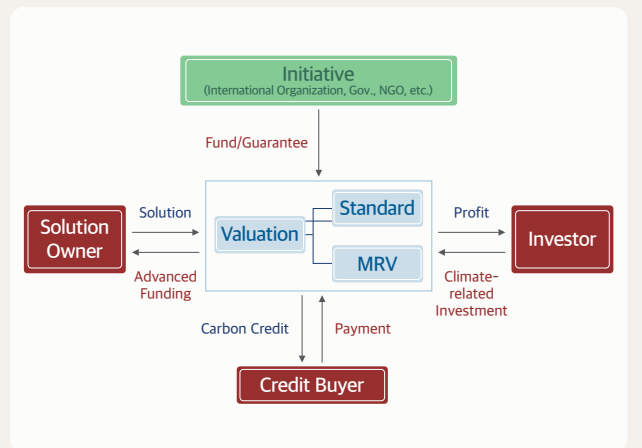 Initiative
(International Organization, Gov., NGO, etc.)
Fund/Guarantee
Solution
Owner
Solution
Advanced
Funding
Valuation
Standard
MRV
Profit
Climate-
related
Investment
Investor
Carbon Credit
Payment
Credit Buyer